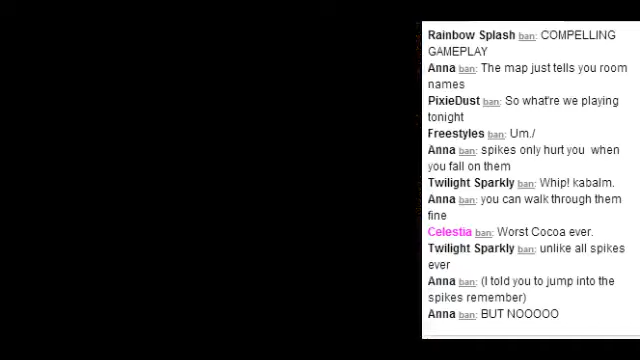 Rainbow Splash ban: COMPELLING
GAMEPLAY
Anna ban: The map just tells you room
names
PixieDust ban: So what're we playing
tonight
Freestyles ban: Um./
Anna ban: spikes only hurt you when
you fall on them
Twilight Sparkly ban: Whip! kabalm.
Anna ban: you can walk through them
fine
Celestia ban: Worst Cocoa ever.
Twilight Sparkly ban: unlike all spikes
ever
Anna ban: (I told you to jump into the
spikes remember)
Anna ban: BUT NOOOOO